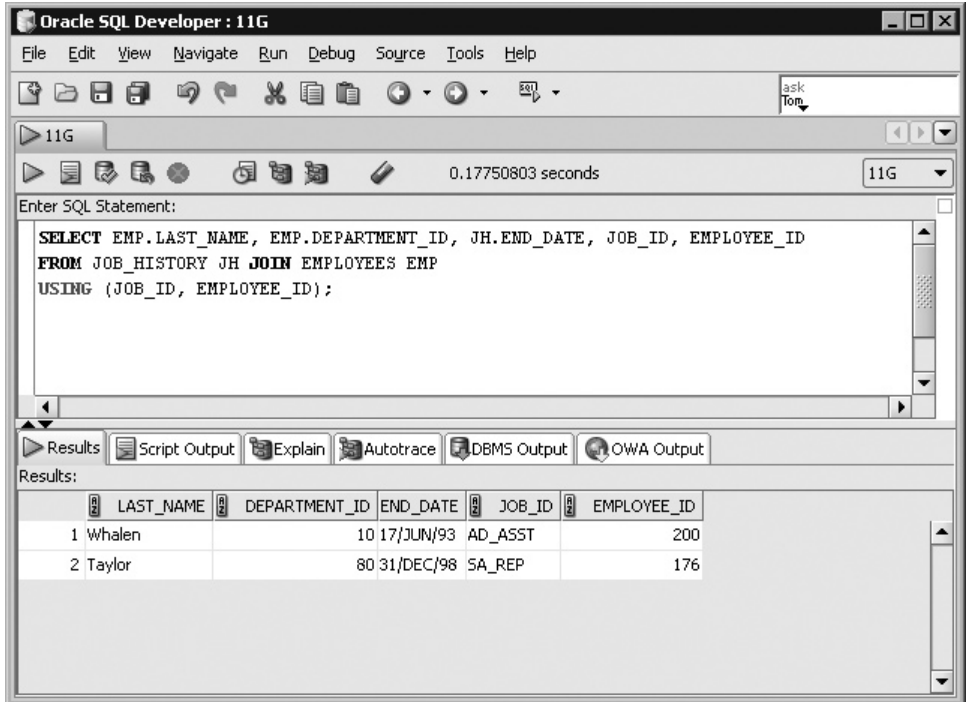 Oracle SQL Developer : 11G
File Edit View Navigate Run Debug Source Tools Help
SQL
ask
Tom
11G
0.17750803 seconds 11G
Enter SQL Statement:
SELECT EMP.LAST_NAME, EMP.DEPARTMENT_ID, JH.END_DATE, JOB_ID, EMPLOYEE_ID
FROM JOB_HISTORY JH JOIN EMPLOYEES EMP
USING (JOB_ID, EMPLOYEE_ID);
Results Script Output Explain Autotrace DBMS Output OWA Output
Results:
LAST_NAME DEPARTMENT_ID END_DATE JOB_ID EMPLOYEE_ID
1 Whalen 10 17/JUN/93 AD_ASST 200
2 Taylor 80 31/DEC/98 SA_REP 176